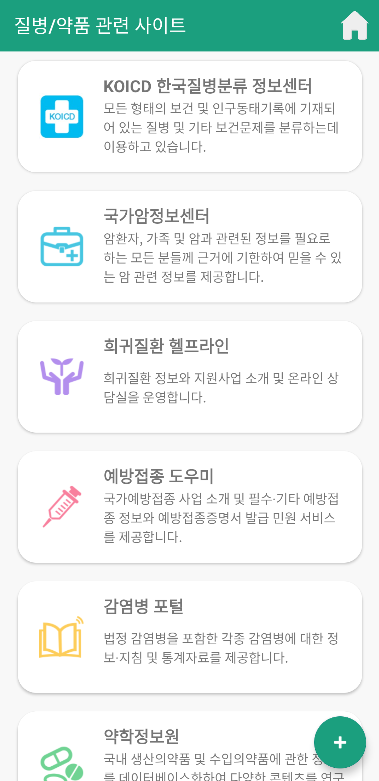 질병/약품 관련 사이트
KOICD 한국질병분류 정보센터
KOICD
모든 형태의 보건 및 인구동태기록에 기재되
어 있는 질병 및 기타 보건문제를 분류하는데
이용하고 있습니다.
국가암정보센터
암환자, 가족 및 암과 관련된 정보를 필요로
하는 모든 분들께 근거에 기한하여 믿을 수 있
는 암 관련 정보를 제공합니다.
희귀질환 헬프라인
희귀질환 정보와 지원사업 소개 및 온라인 상
담실을 운영합니다.
예방접종 도우미
국가예방접종 사업 소개 및 필수·기타 예방접
종 정보와 예방접종증명서 발급 민원 서비스
를 제공합니다.
감염병 포털
법정 감염병을 포함한 각종 감염병에 대한 정
보·지침 및 통계자료를 제공합니다.
약학정보원
국내 생산의약품 및 수입의약품에 관한
를 데이터베이스화하여 다양한 콘텐츠를 연구